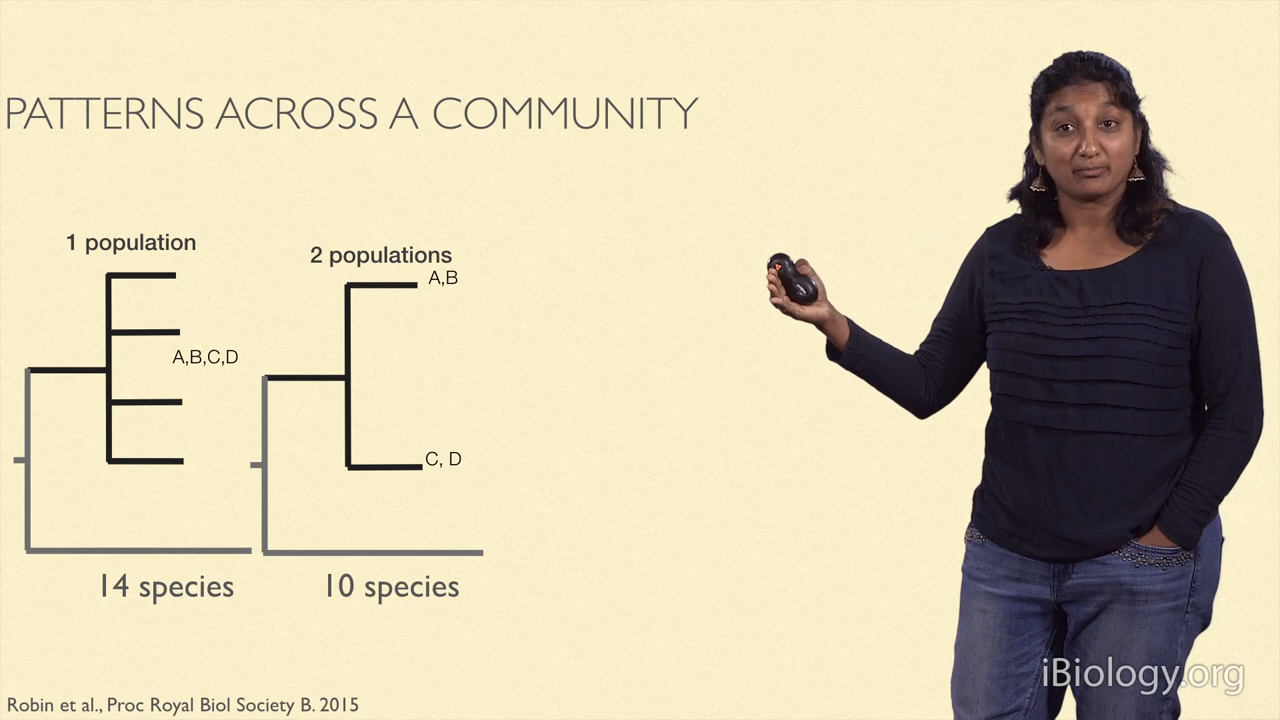 PATTERNS ACROSS A COMMUNITY
1 population
2 populations
A,B
A,B,C,D
C, D
14 species
10 species
Robin et al., Proc Royal Biol Society B. 2015
iBiology.org